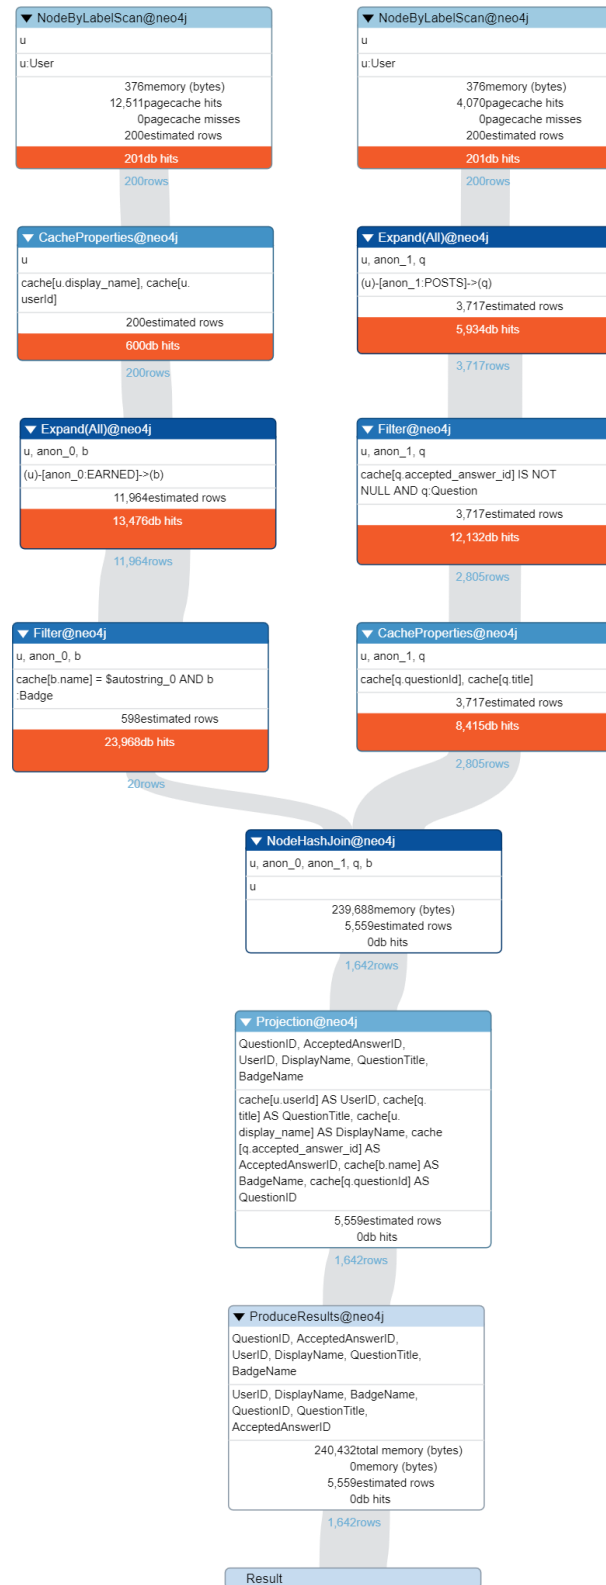 NodeByLabelScan@neo4j
u
u:User
376memory (bytes)
12,511pagecache hits
0pagecache misses
200estimated rows
201db hits
200rows
CacheProperties@neo4j
u
cache[u.display_name], cache[u.
userId]
200estimated rows
600db hits
200rows
Expand(All)@neo4j
u, anon_0, b
(u)-[anon_0:EARNED]->(b)
11,964estimated rows
13,476db hits
11,964rows
Filter@neo4j
u, anon_0, b
cache[b.name] = $autostring_0 AND b
:Badge
598estimated rows
23,968db hits
20rows
NodeByLabelScan@neo4j
u
u:User
376memory (bytes)
4,070pagecache hits
0pagecache misses
200estimated rows
201db hits
200rows
Expand(All)@neo4j
u, anon_1, q
(u)-[anon_1:POSTS]->(q)
3,717estimated rows
5,934db hits
3,717rows
Filter@neo4j
u, anon_1, q
cache[q.accepted_answer_id] IS NOT
NULL AND q:Question
3,717estimated rows
12,132db hits
2,805rows
CacheProperties@neo4j
u, anon_1, q
cache[q.questionId], cache[q.title]
3,717estimated rows
8,415db hits
2,805rows
NodeHashJoin@neo4j
u, anon_0, anon_1, q, b
u
239,688memory (bytes)
5,559estimated rows
0db hits
1,642rows
Projection@neo4j
QuestionID, AcceptedAnswerID,
UserID, DisplayName, QuestionTitle,
BadgeName
cache[u.userId] AS UserID, cache[q.
title] AS QuestionTitle, cache[u.
display_name] AS DisplayName, cache
[q.accepted_answer_id] AS
AcceptedAnswerID, cache[b.name] AS
BadgeName, cache[q.questionId] AS
QuestionID
5,559estimated rows
0db hits
1,642rows
ProduceResults@neo4j
QuestionID, AcceptedAnswerID,
UserID, DisplayName, QuestionTitle,
BadgeName
UserID, DisplayName, BadgeName,
QuestionID, QuestionTitle,
AcceptedAnswerID
240,432total memory (bytes)
0memory (bytes)
5,559estimated rows
0db hits
1,642rows
Result